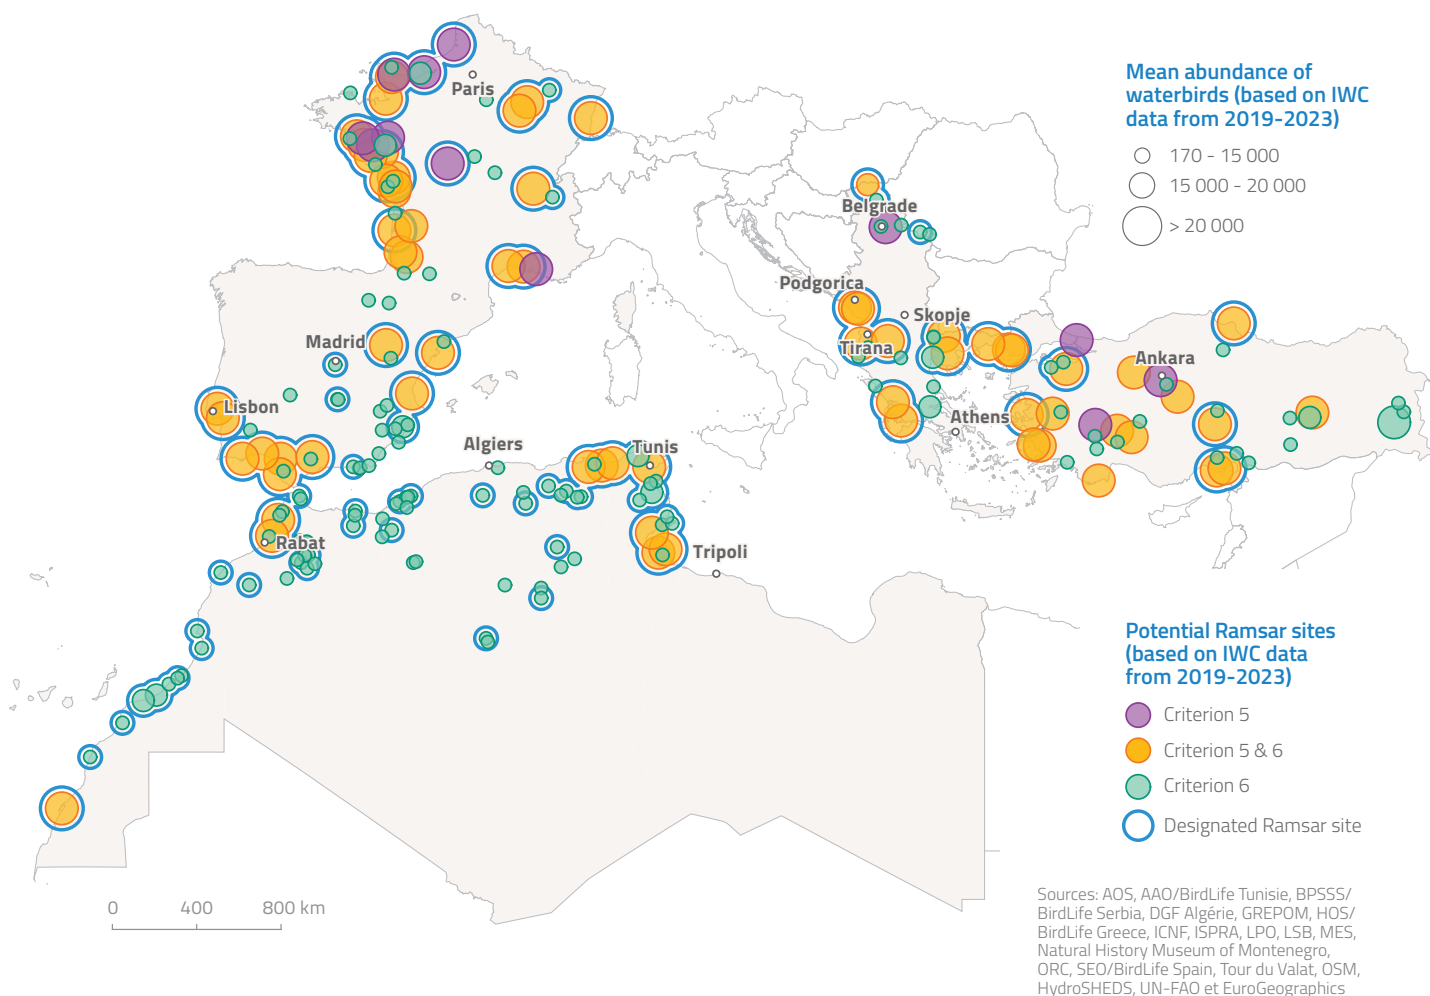 Mean abundance of
waterbirds (based on IWC
data from 2019-2023)
170 - 15 000
15 000 - 20 000
> 20 000
Paris
Belgrade
Podgorica
Skopje
Tirana
Madrid
Ankara
Lisbon
Athens
Algiers
Tunis
Rabat
Tripoli
Potential Ramsar sites
(based on IWC data
from 2019-2023)
Criterion 5
Criterion 5 & 6
Criterion 6
Designated Ramsar site
0 400 800 km
Sources: AOS, AAO/BirdLife Tunisie, BPSSS/
BirdLife Serbia, DGF Algérie, GREPOM, HOS/
BirdLife Greece, ICNF, ISPRA, LPO, LSB, MES,
Natural History Museum of Montenegro,
ORC, SEO/BirdLife Spain, Tour du Valat, OSM,
HydroSHEDS, UN-FAO et EuroGeographics